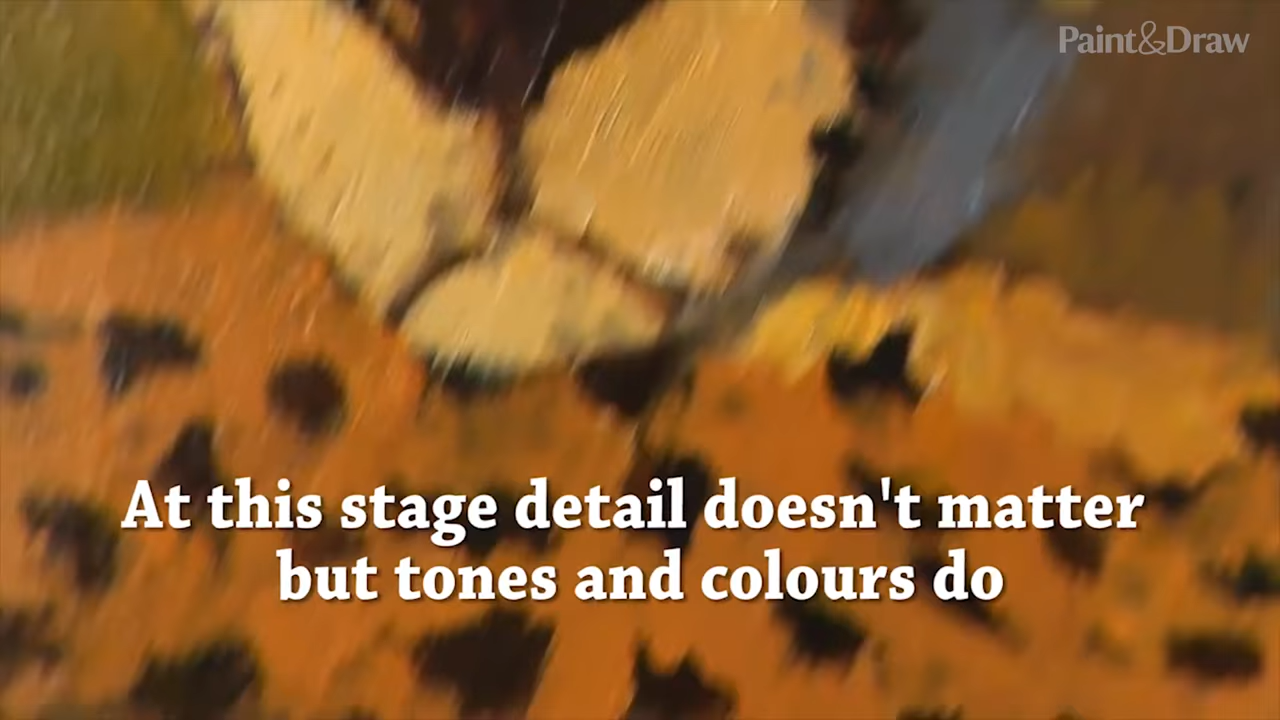 Paint&Draw
At this stage detail doesn't matter
but tones and colours do